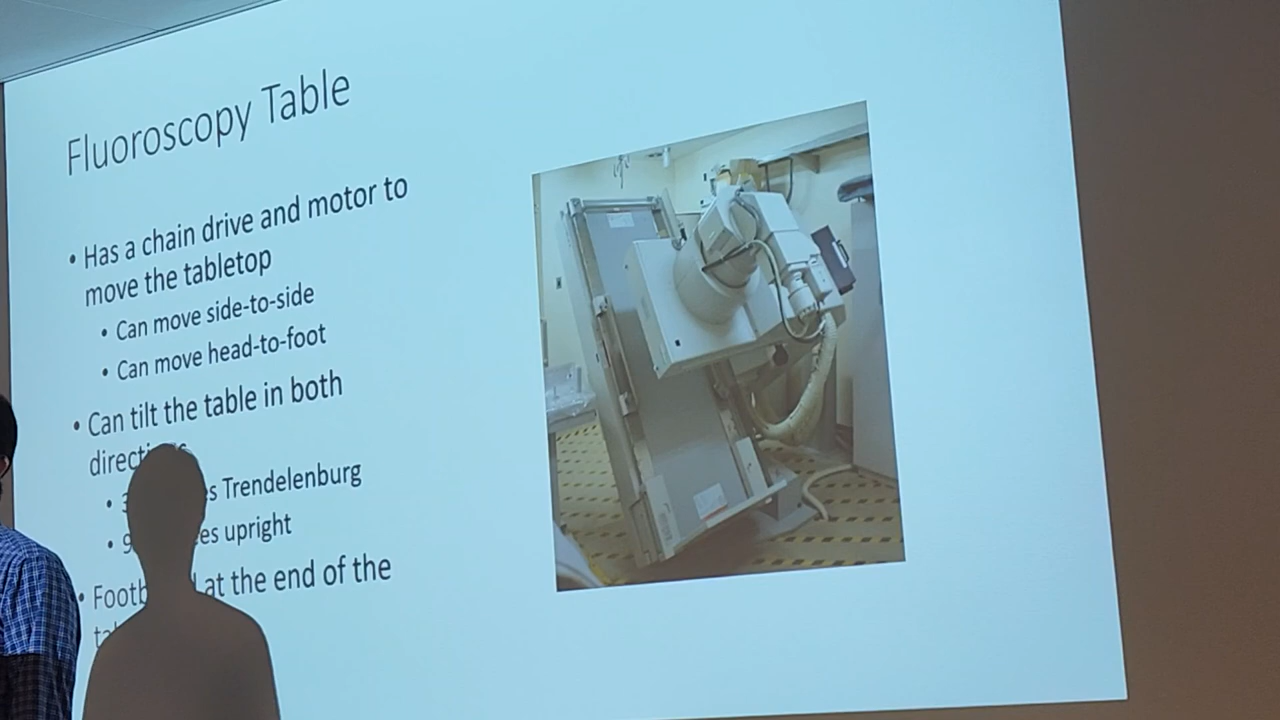 Fluoroscopy Table
• Has a chain drive and motor to
move the tabletop
• Can move side-to-side
• Can move head-to-foot
• Can tilt the table in both
• Trendelenburg
• upright
• at the end of the